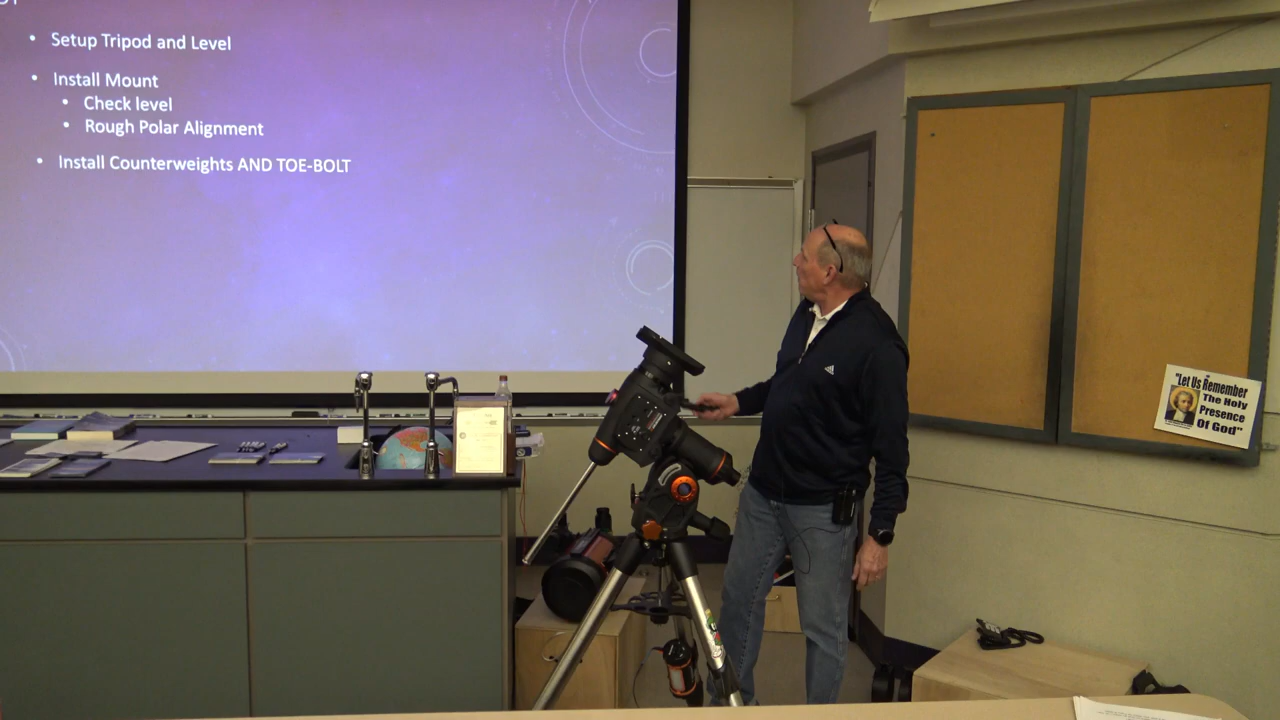 • Setup Tripod and Level
• Install Mount
• Check level
• Rough Polar Alignment
• Install Counterweights AND TOE-BOLT
"Let Us Remember
The Holy
Presence
Of God"